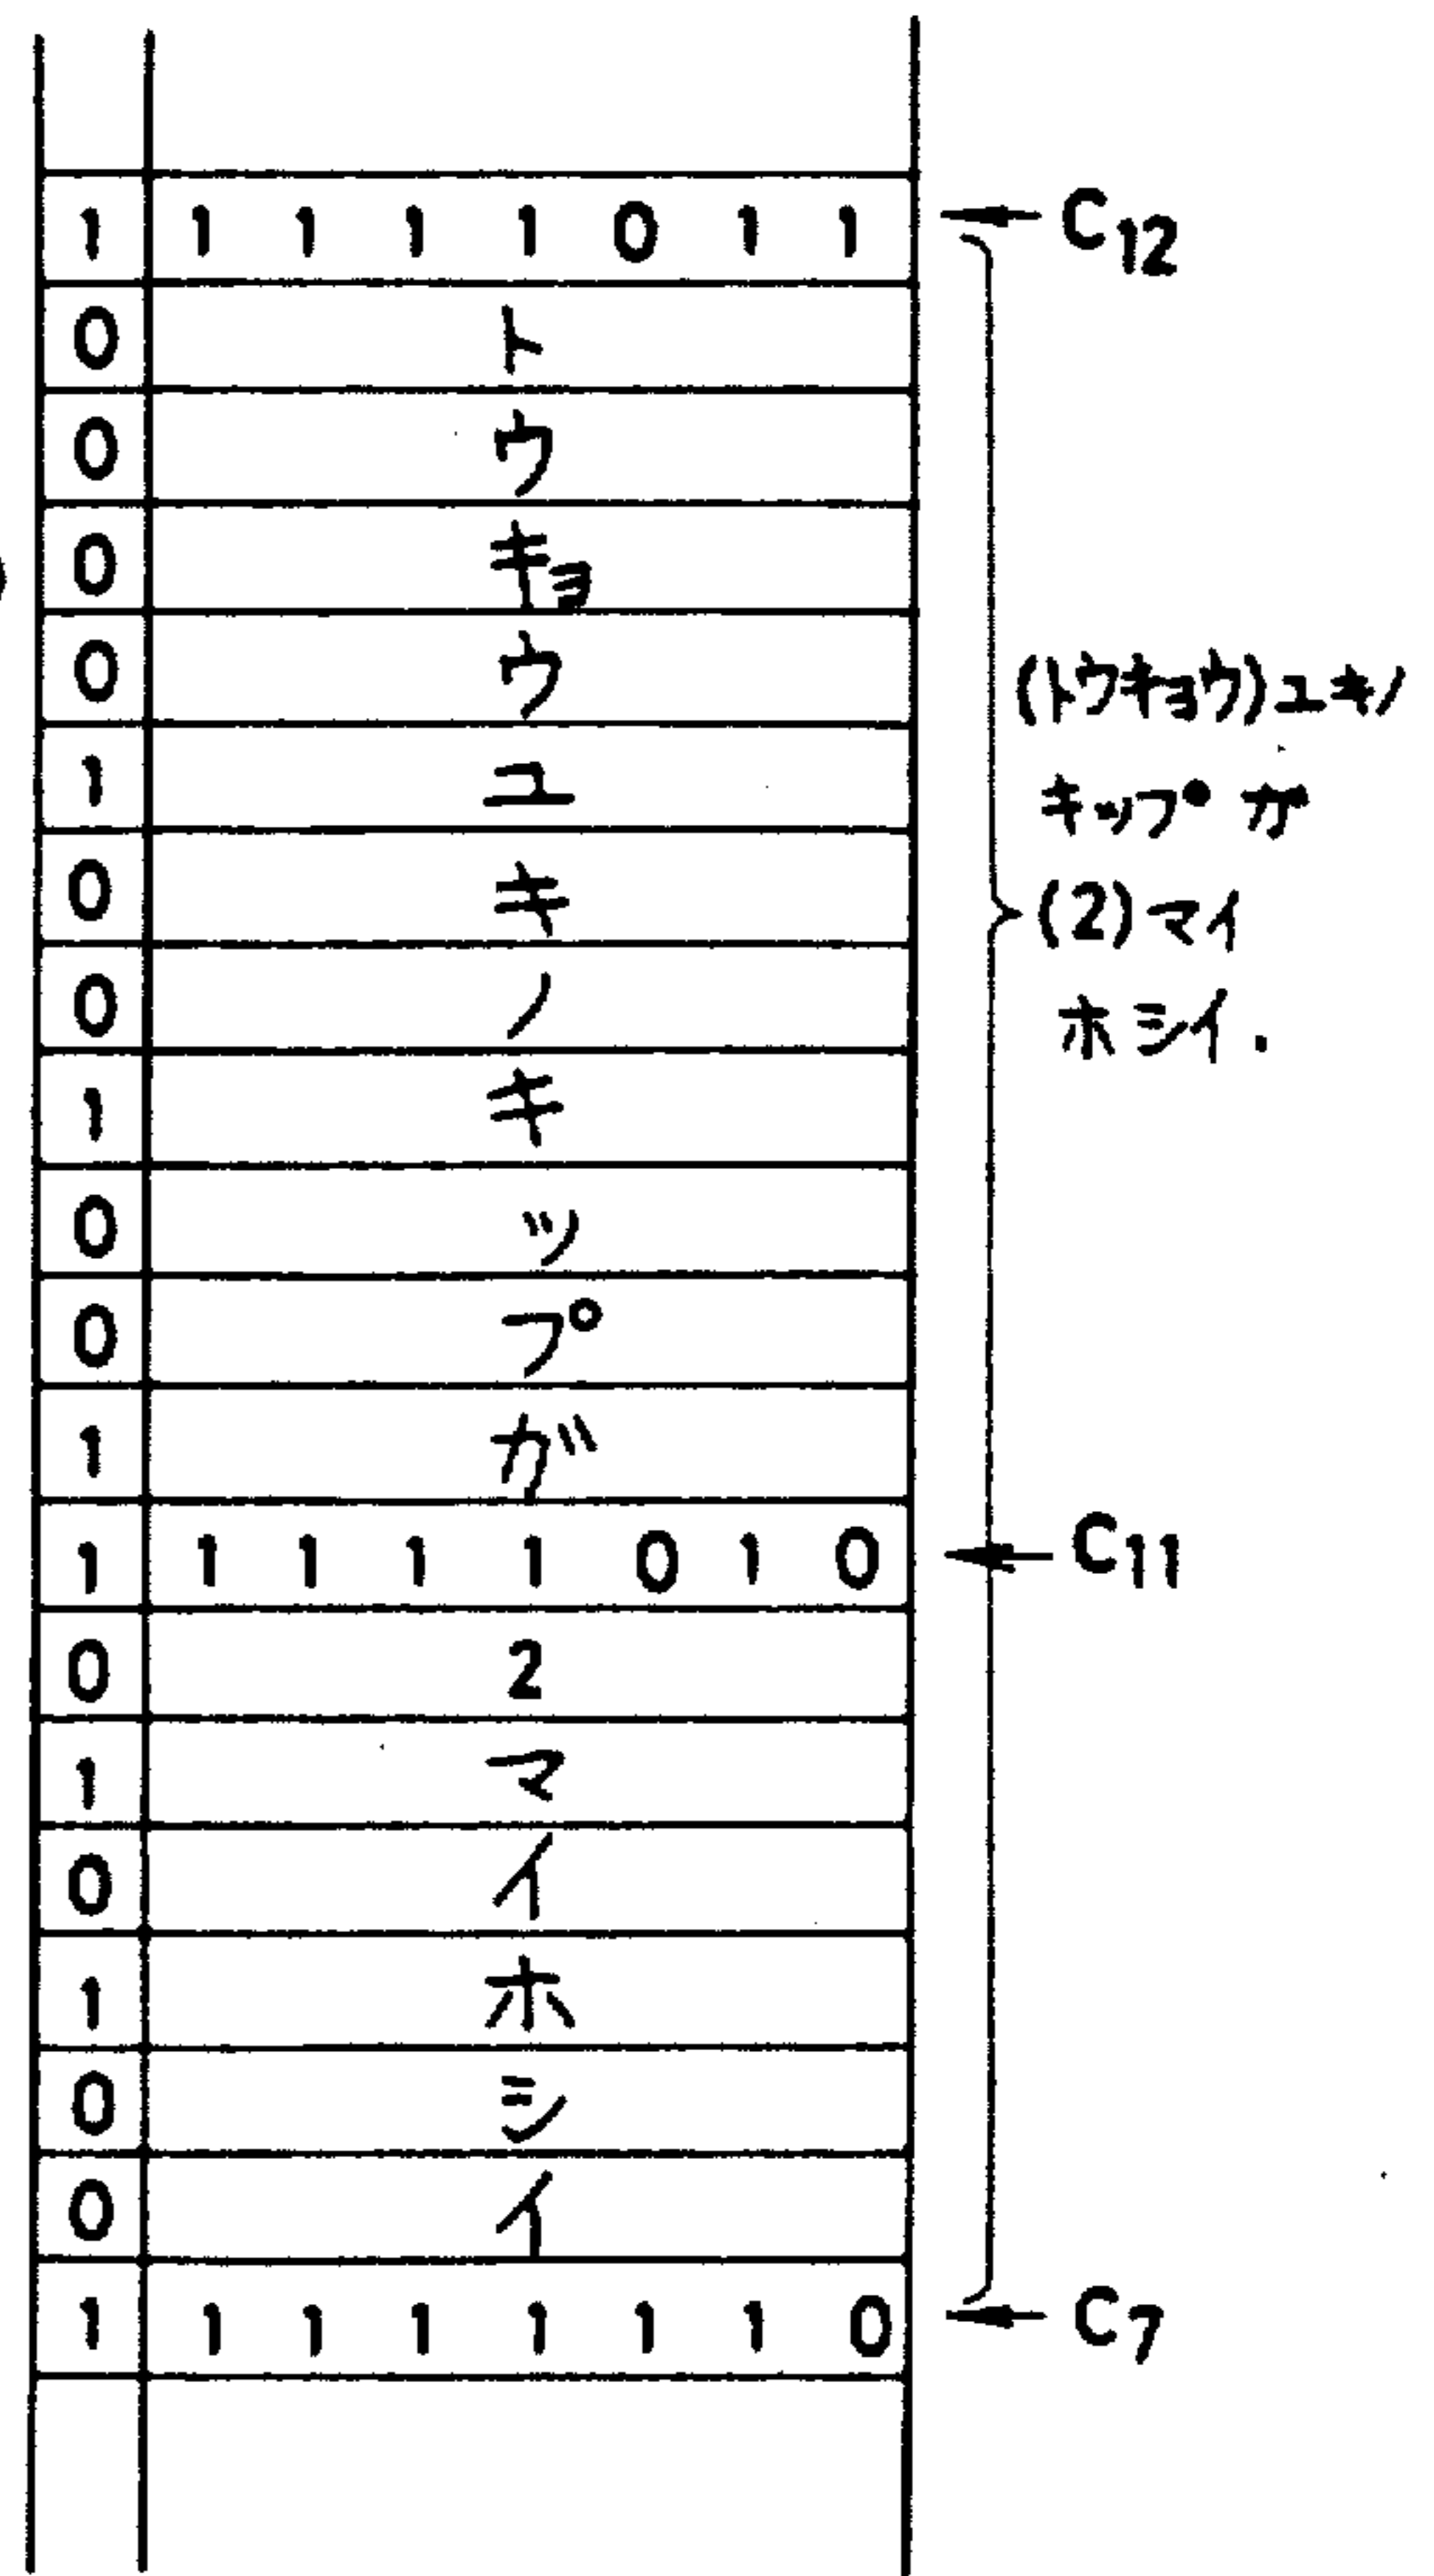 1 1 1 1 1 0 1 1 C12
0 ト
0 ウ
0 キョ
0 ウ
1 ユ
0 キ
0 ノ
1 キ
0 ッ
0 プ
1 ガ
1 1 1 1 1 0 1 0 C11
0 2
1 マ
0 イ
1 ホ
0 シ
0 イ
1 1 1 1 1 1 1 0 C7
(トウキョウ)ユキノ
キップガ
(2)マイ
ホシイ.